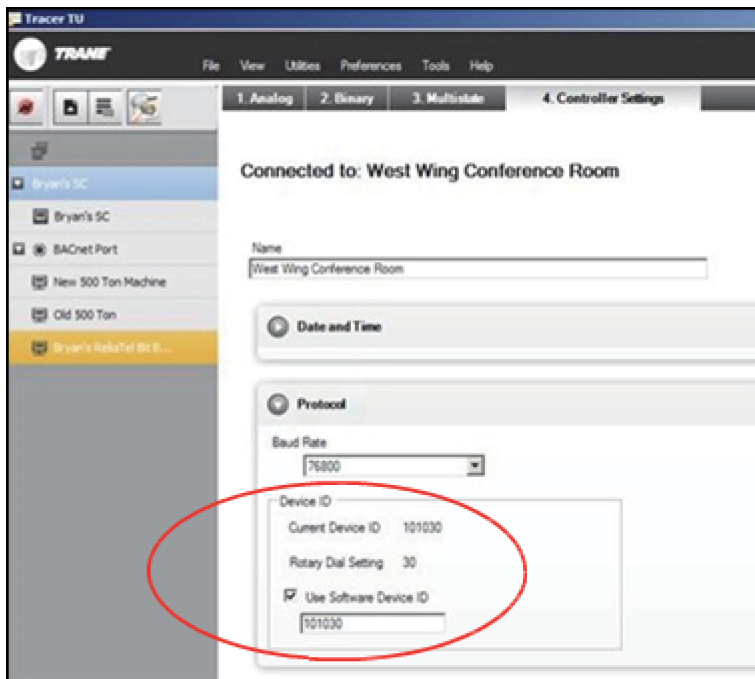 Tracer TU
TRANE
File View Utilities Preferences Tools Help
1. Analog 2. Binary 3. Multistate 4. Controller Settings
Bryan's SC
Bryan's SC
BACnet Port
New 500 Ton Machine
Old 500 Ton
Bryan's ReliaTel Bit B...
Connected to: West Wing Conference Room
Name
West Wing Conference Room
Date and Time
Protocol
Baud Rate
76800
Device ID
Current Device ID 101030
Rotary Dial Setting 30
Use Software Device ID
101030